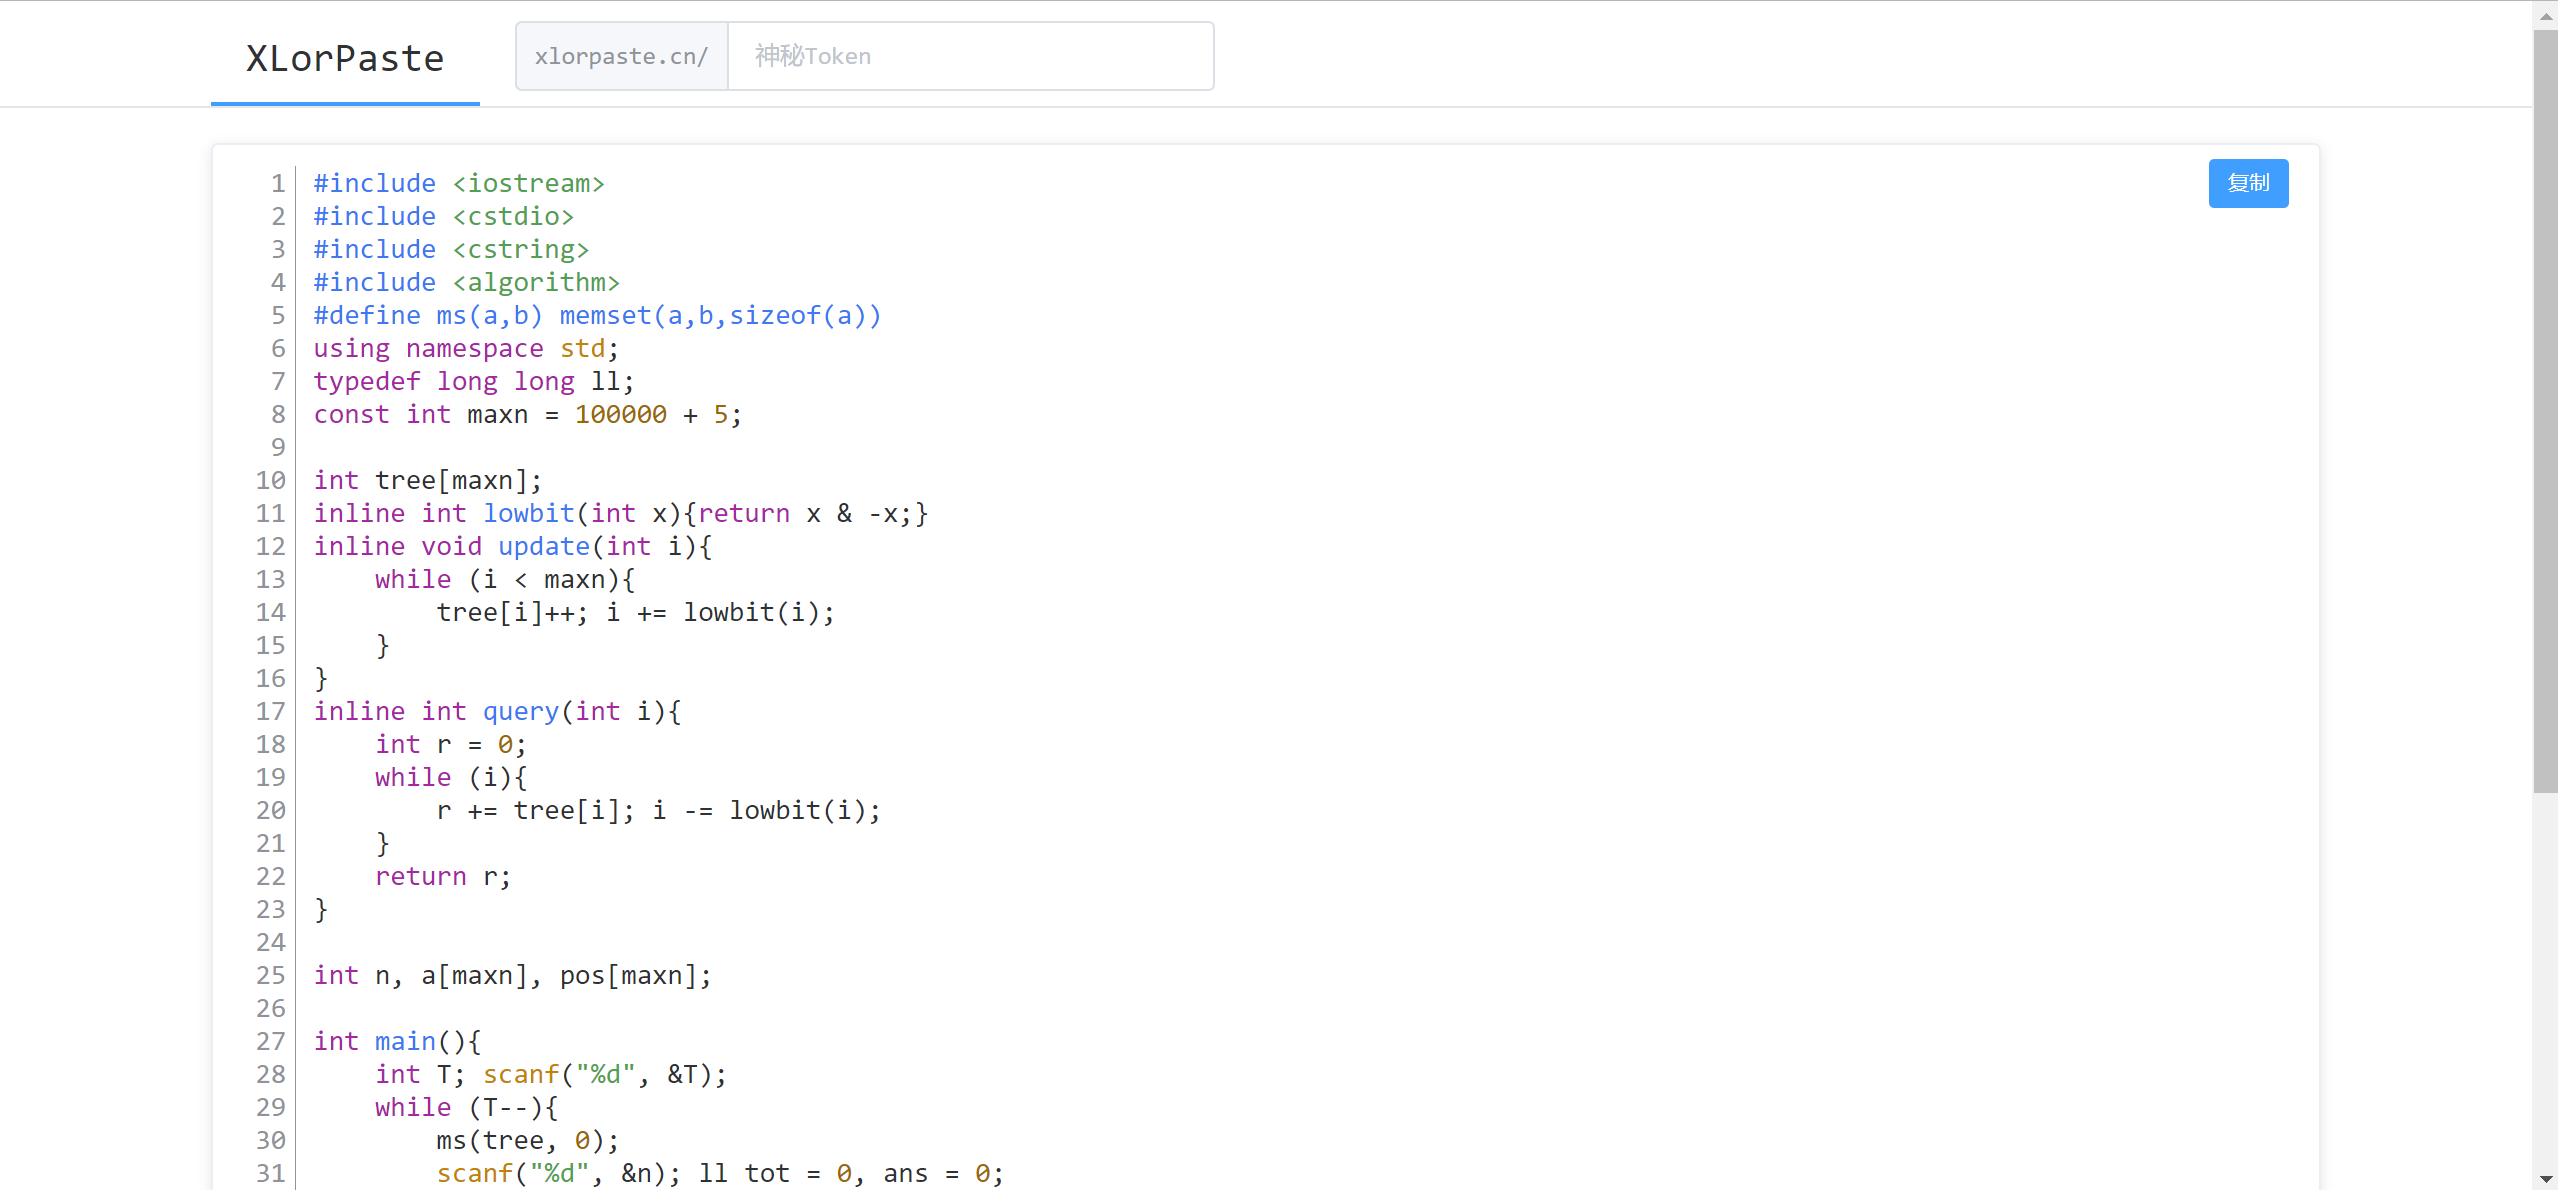 XLorPaste
xlorpaste.cn/ 神秘Token
复制
1 #include <iostream>
2 #include <cstdio>
3 #include <cstring>
4 #include <algorithm>
5 #define ms(a,b) memset(a,b,sizeof(a))
6 using namespace std;
7 typedef long long ll;
8 const int maxn = 100000 + 5;
9
10 int tree[maxn];
11 inline int lowbit(int x){return x & -x;}
12 inline void update(int i){
13     while (i < maxn){
14         tree[i]++; i += lowbit(i);
15     }
16 }
17 inline int query(int i){
18     int r = 0;
19     while (i){
20         r += tree[i]; i -= lowbit(i);
21     }
22     return r;
23 }
24
25 int n, a[maxn], pos[maxn];
26
27 int main(){
28     int T; scanf("%d", &T);
29     while (T--){
30         ms(tree, 0);
31         scanf("%d", &n); ll tot = 0, ans = 0;